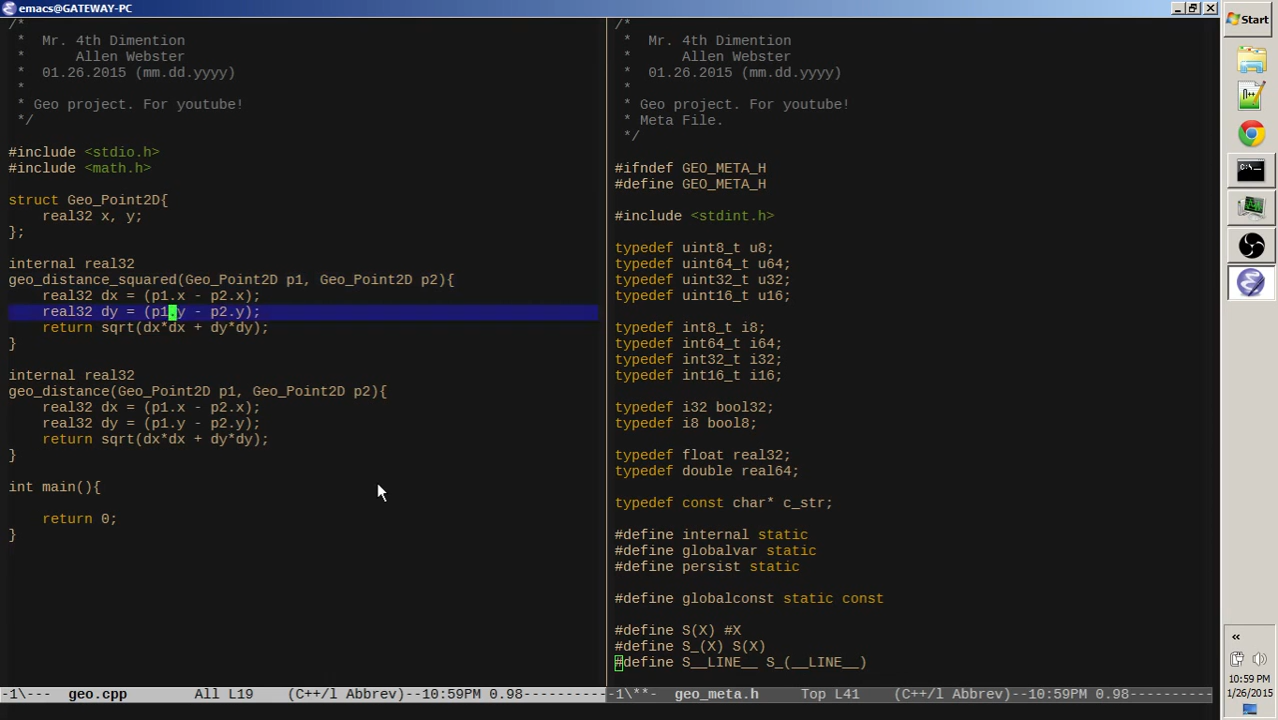 emacs@GATEWAY-PC
/*
 *  Mr. 4th Dimention
 *     Allen Webster
 *  01.26.2015 (mm.dd.yyyy)
 *
 * Geo project. For youtube!
 */
#include <stdio.h>
#include <math.h>
struct Geo_Point2D{
    real32 x, y;
};
internal real32
geo_distance_squared(Geo_Point2D p1, Geo_Point2D p2){
    real32 dx = (p1.x - p2.x);
    real32 dy = (p1.y - p2.y);
    return sqrt(dx*dx + dy*dy);
}
internal real32
geo_distance(Geo_Point2D p1, Geo_Point2D p2){
    real32 dx = (p1.x - p2.x);
    real32 dy = (p1.y - p2.y);
    return sqrt(dx*dx + dy*dy);
}
int main(){
    return 0;
}
-1\---  geo.cpp        All L19    (C++/l Abbrev)--10:59PM 0.98----------
/*
 *  Mr. 4th Dimention
 *     Allen Webster
 *  01.26.2015 (mm.dd.yyyy)
 *
 * Geo project. For youtube!
 * Meta File.
 */
#ifndef GEO_META_H
#define GEO_META_H
#include <stdint.h>
typedef uint8_t u8;
typedef uint64_t u64;
typedef uint32_t u32;
typedef uint16_t u16;
typedef int8_t i8;
typedef int64_t i64;
typedef int32_t i32;
typedef int16_t i16;
typedef i32 bool32;
typedef i8 bool8;
typedef float real32;
typedef double real64;
typedef const char* c_str;
#define internal static
#define globalvar static
#define persist static
#define globalconst static const
#define S(X) #X
#define S_(X) S(X)
#define S__LINE__ S_(__LINE__)
-1\**-  geo_meta.h     Top L41    (C++/l Abbrev)--10:59PM 0.98----------
Start
10:59 PM
1/26/2015